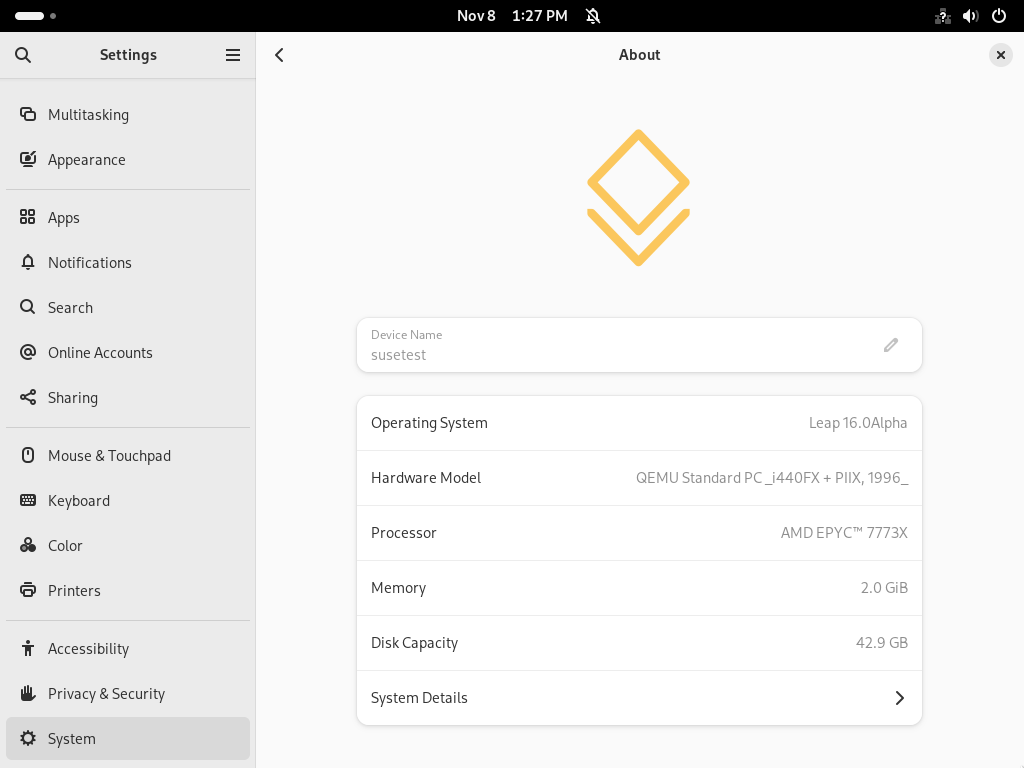 Nov 8 1:27 PM
Settings
About
Multitasking
Appearance
Apps
Notifications
Search
Online Accounts
Sharing
Mouse & Touchpad
Keyboard
Color
Printers
Accessibility
Privacy & Security
System
Device Name
susetest
Operating System Leap 16.0Alpha
Hardware Model QEMU Standard PC _i440FX + PIIX, 1996_
Processor AMD EPYC™ 7773X
Memory 2.0 GiB
Disk Capacity 42.9 GB
System Details